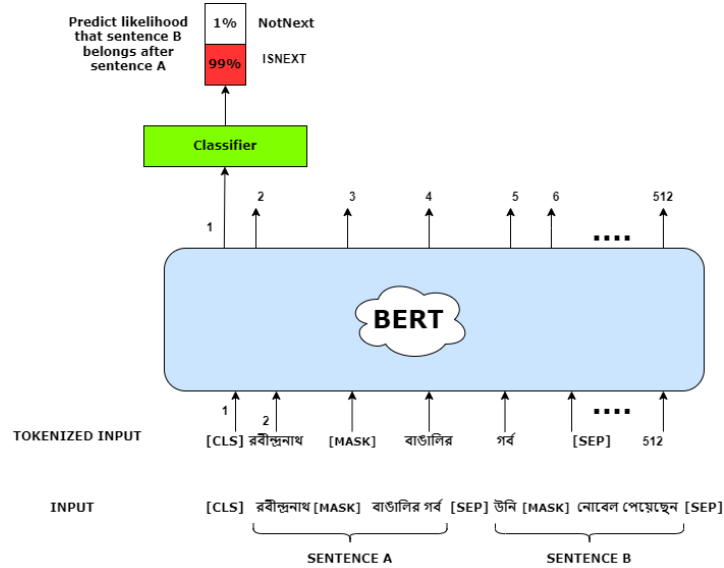 Predict likelihood
that sentence B
belongs after
sentence A
1% NotNext
99% ISNEXT
Classifier
1 2 3 4 5 6 .... 512
BERT
1 2 ....
TOKENIZED INPUT [CLS] রবীন্দ্রনাথ [MASK] বাঙালির গর্ব [SEP] 512
INPUT [CLS] রবীন্দ্রনাথ [MASK] বাঙালির গর্ব [SEP] উনি [MASK] নোবেল পেয়েছেন [SEP]
SENTENCE A SENTENCE B